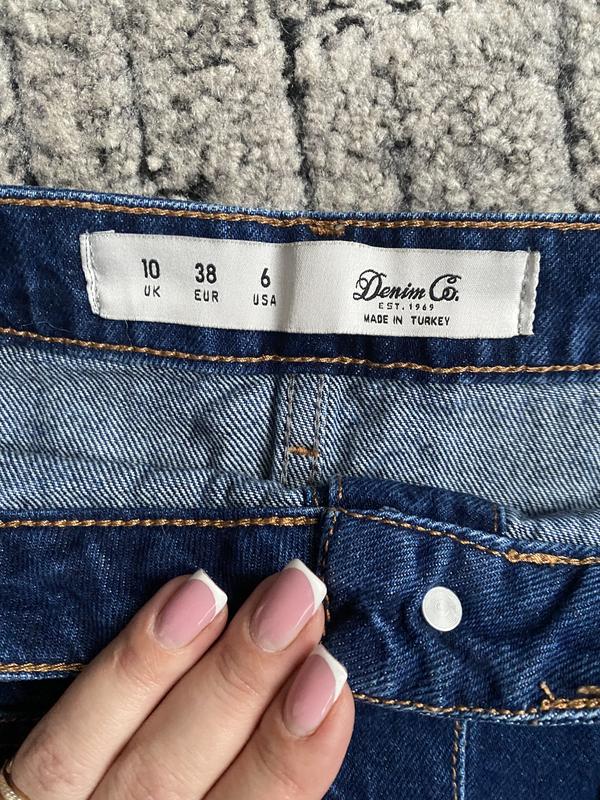 10 38 6
UK EUR USA
Denim Co.
EST. 1969
MADE IN TURKEY